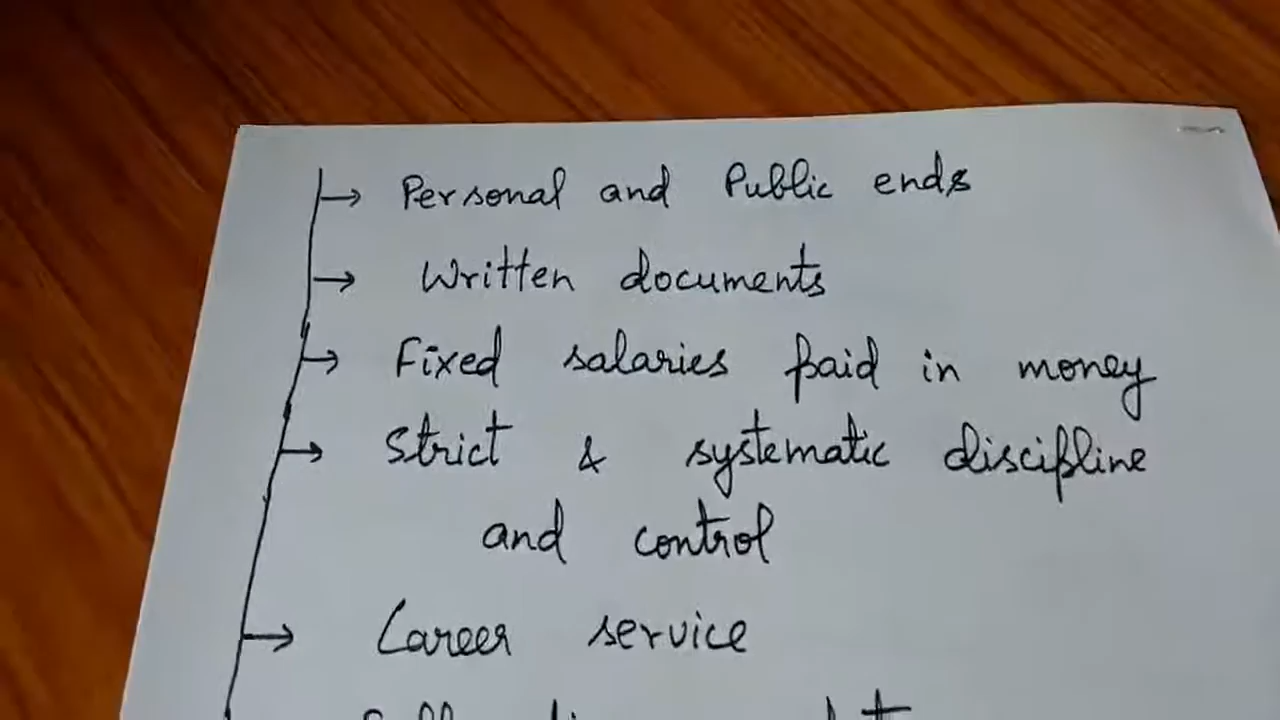 → Personal and Public ends
→ Written documents
→ Fixed salaries paid in money
→ Strict & systematic discipline
and control
→ Career service